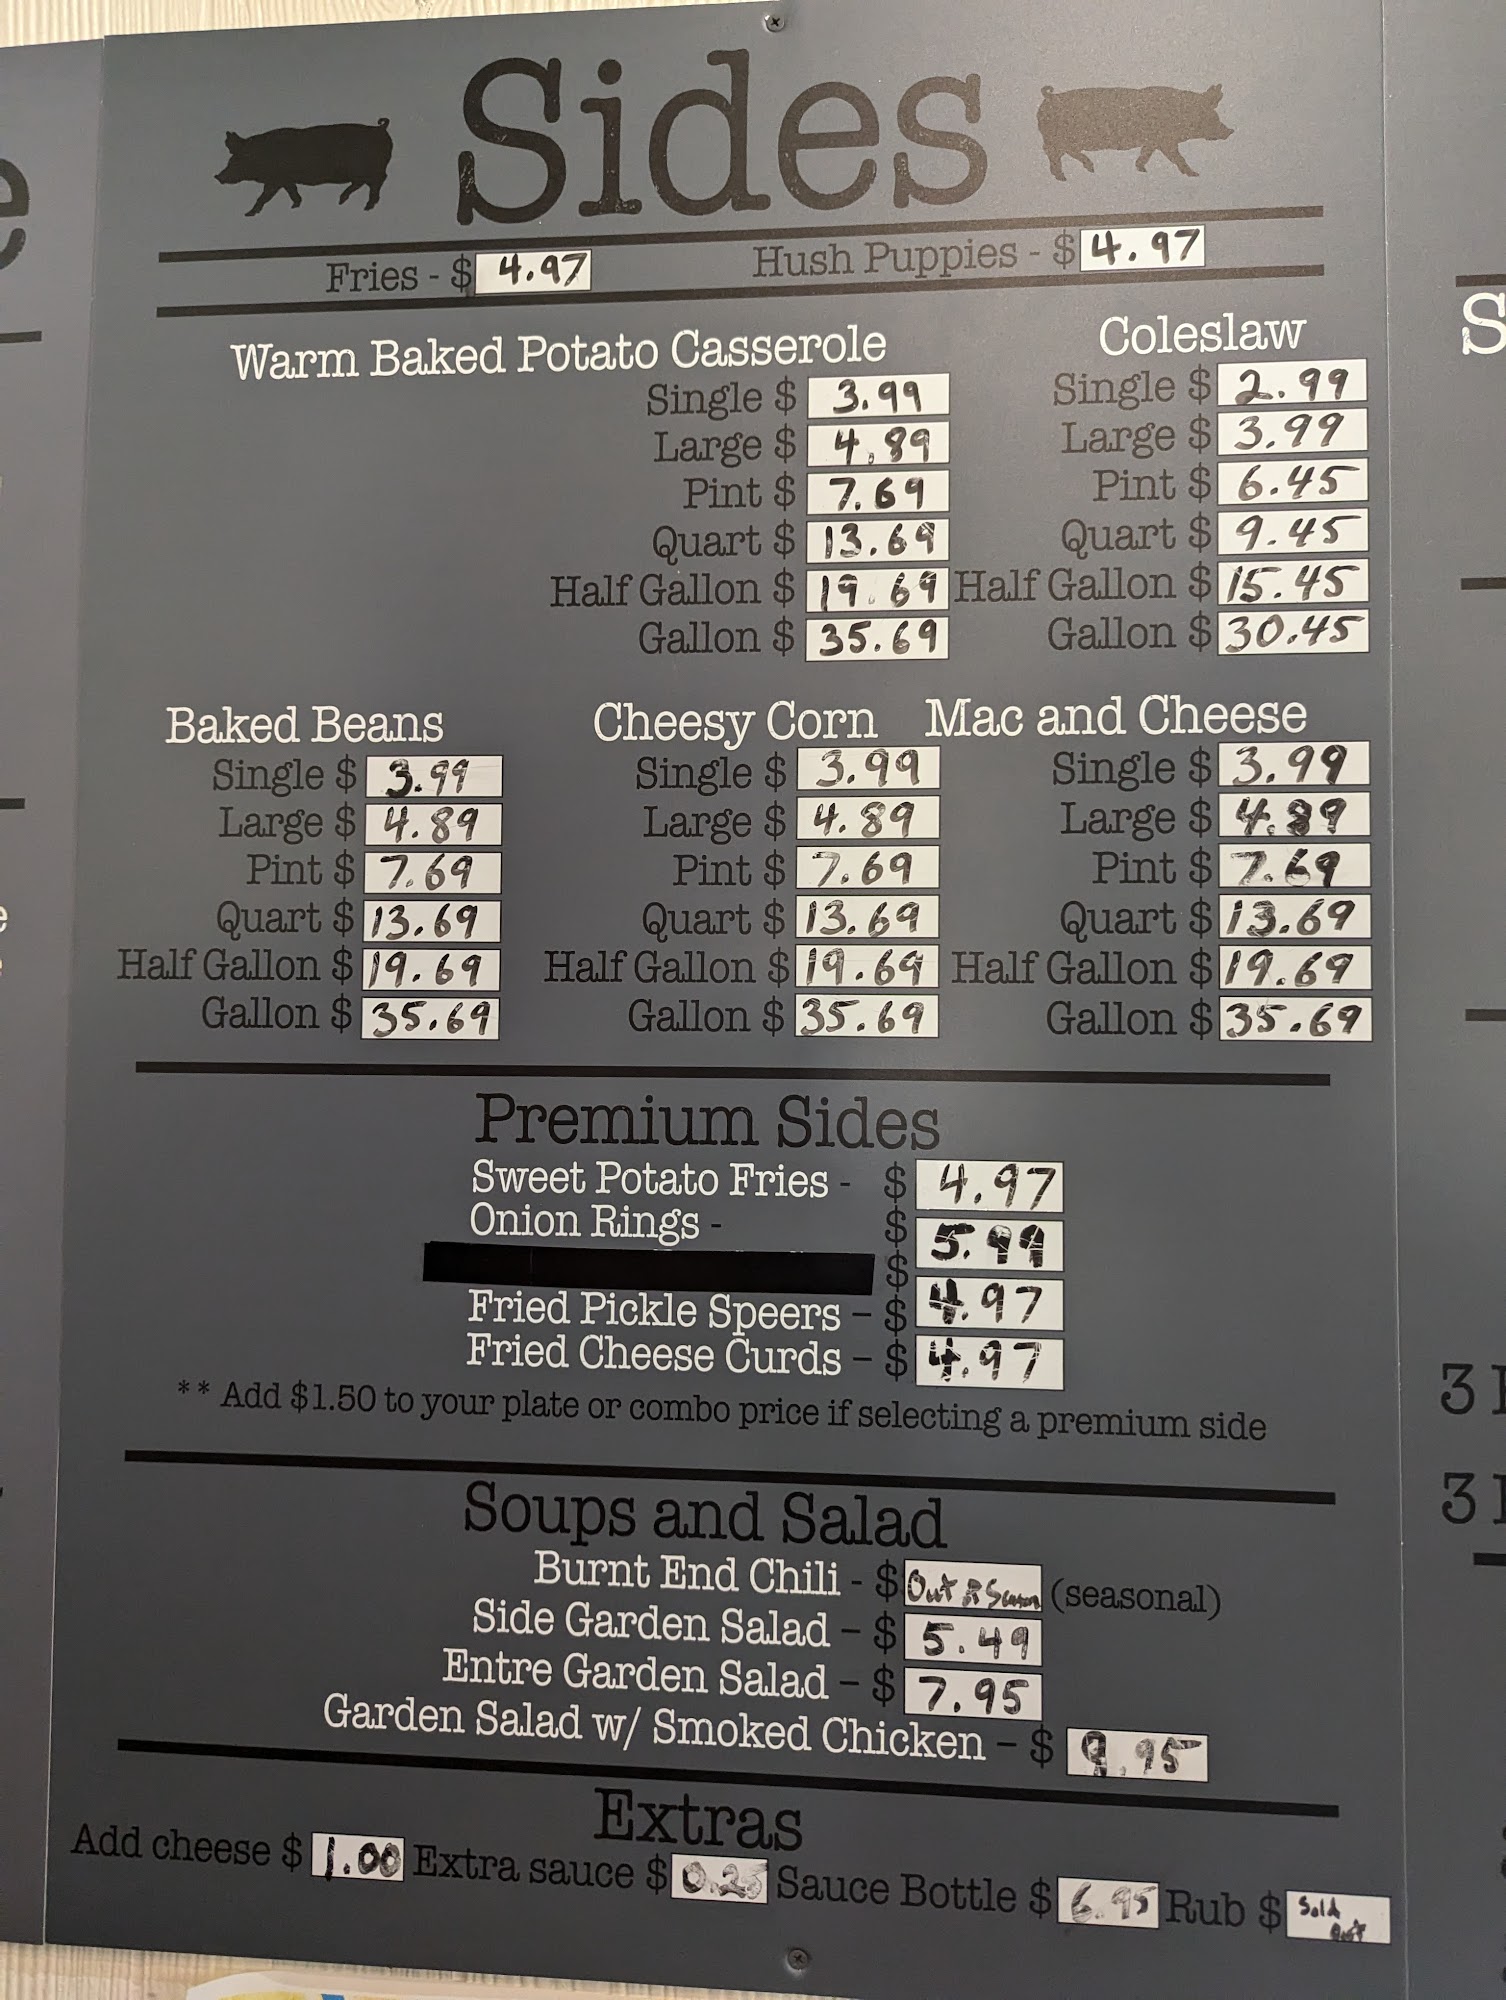 Sides
Fries - $ 4.97 Hush Puppies - $ 4.97
Warm Baked Potato Casserole
Single $ 3.99
Large $ 4.89
Pint $ 7.69
Quart $ 13.69
Half Gallon $ 19.69
Gallon $ 35.69
Coleslaw
Single $ 2.99
Large $ 3.99
Pint $ 6.45
Quart $ 9.45
Half Gallon $ 15.45
Gallon $ 30.45
Baked Beans
Single $ 3.99
Large $ 4.89
Pint $ 7.69
Quart $ 13.69
Half Gallon $ 19.69
Gallon $ 35.69
Cheesy Corn
Single $ 3.99
Large $ 4.89
Pint $ 7.69
Quart $ 13.69
Half Gallon $ 19.69
Gallon $ 35.69
Mac and Cheese
Single $ 3.99
Large $ 4.89
Pint $ 7.69
Quart $ 13.69
Half Gallon $ 19.69
Gallon $ 35.69
Premium Sides
Sweet Potato Fries - $ 4.97
Onion Rings - $ 5.99
$
Fried Pickle Speers – $ 4.97
Fried Cheese Curds – $ 4.97
** Add $1.50 to your plate or combo price if selecting a premium side
Soups and Salad
Burnt End Chili - $ Out Season (seasonal)
Side Garden Salad – $ 5.49
Entre Garden Salad – $ 7.95
Garden Salad w/ Smoked Chicken – $ 9.95
Extras
Add cheese $ 1.00 Extra sauce $ 0.25 Sauce Bottle $ 6.95 Rub $ Sold out
e
S
3
3